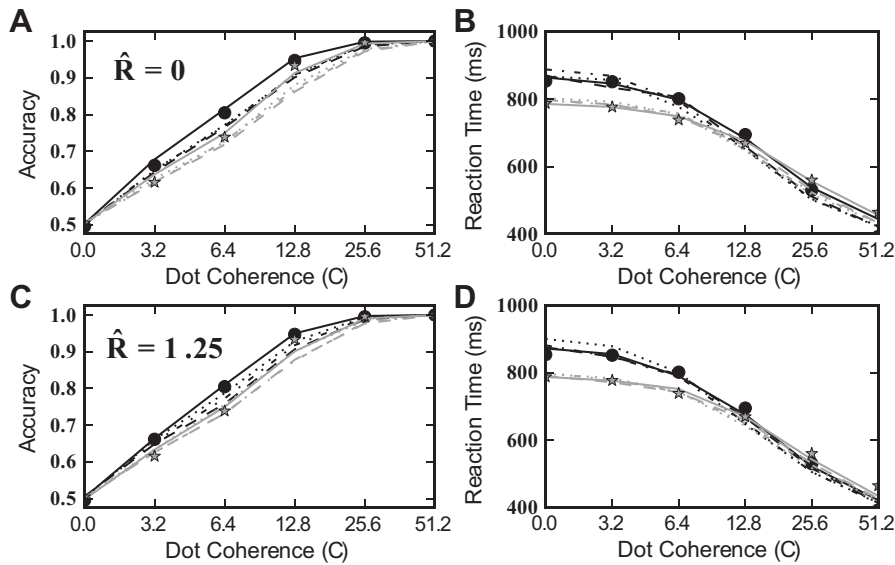 A
1.0
0.9
0.8
0.7
0.6
0.5
Accuracy
R̂ = 0
0.0 3.2 6.4 12.8 25.6 51.2
Dot Coherence (C)
B
1000
800
600
400
Reaction Time (ms)
0.0 3.2 6.4 12.8 25.6 51.2
Dot Coherence (C)
C
1.0
0.9
0.8
0.7
0.6
0.5
Accuracy
R̂ = 1.25
0.0 3.2 6.4 12.8 25.6 51.2
Dot Coherence (C)
D
1000
800
600
400
Reaction Time (ms)
0.0 3.2 6.4 12.8 25.6 51.2
Dot Coherence (C)